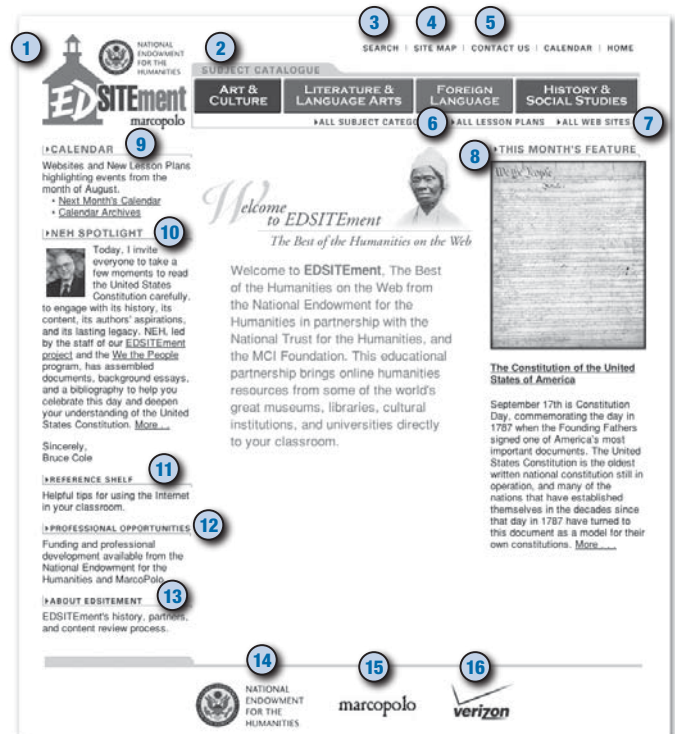 1
NATIONAL
ENDOWMENT
FOR THE
HUMANITIES
EDSITEment
marcopolo
3
4
5
SEARCH | SITE MAP | CONTACT US | CALENDAR | HOME
2
SUBJECT CATALOGUE
ART &
CULTURE
LITERATURE &
LANGUAGE ARTS
FOREIGN
LANGUAGE
HISTORY &
SOCIAL STUDIES
ALL SUBJECT
6
ALL LESSON PLANS
ALL WEB SITES
7
9
CALENDAR
Websites and New Lesson Plans
highlighting events from the
month of August.
• Next Month's Calendar
• Calendar Archives
10
NEH SPOTLIGHT
Today, I invite
everyone to take a
few moments to read
the United States
Constitution carefully,
to engage with its history, its
content, its authors' aspirations,
and its lasting legacy. NEH, led
by the staff of our EDSITEment
project and the We the People
program, has assembled
documents, background essays,
and a bibliography to help you
celebrate this day and deepen
your understanding of the United
States Constitution. More . . .
Sincerely,
Bruce Cole
11
REFERENCE SHELF
Helpful tips for using the Internet
in your classroom.
12
PROFESSIONAL OPPORTUNITIES
Funding and professional
development available from the
National Endowment for the
Humanities and MarcoPolo.
13
ABOUT EDSITEMENT
EDSITEment's history, partners,
and content review process.
Welcome
to EDSITEment
The Best of the Humanities on the Web
Welcome to EDSITEment, The Best
of the Humanities on the Web from
the National Endowment for the
Humanities in partnership with the
National Trust for the Humanities, and
the MCI Foundation. This educational
partnership brings online humanities
resources from some of the world's
great museums, libraries, cultural
institutions, and universities directly
to your classroom.
8
THIS MONTH'S FEATURE
We the People
The Constitution of the United
States of America
September 17th is Constitution
Day, commemorating the day in
1787 when the Founding Fathers
signed one of America's most
important documents. The United
States Constitution is the oldest
written national constitution still in
operation, and many of the
nations that have established
themselves in the decades since
that day in 1787 have turned to
this document as a model for their
own constitutions. More . . .
14
NATIONAL
ENDOWMENT
FOR THE
HUMANITIES
15
marcopolo
16
verizon